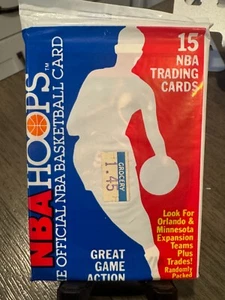 15
NBA
TRADING
CARDS
NBA HOOPS™
THE OFFICIAL NBA BASKETBALL CARD
GROCERY
1.45
GREAT
GAME
ACTION
Look For
Orlando &
Minnesota
Expansion
Teams
Plus
Trades!
Randomly
Packed